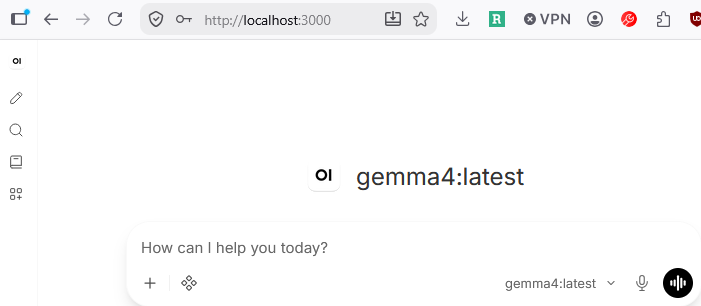 http://localhost:3000
R
VPN
OI
OI gemma4:latest
How can I help you today?
gemma4:latest